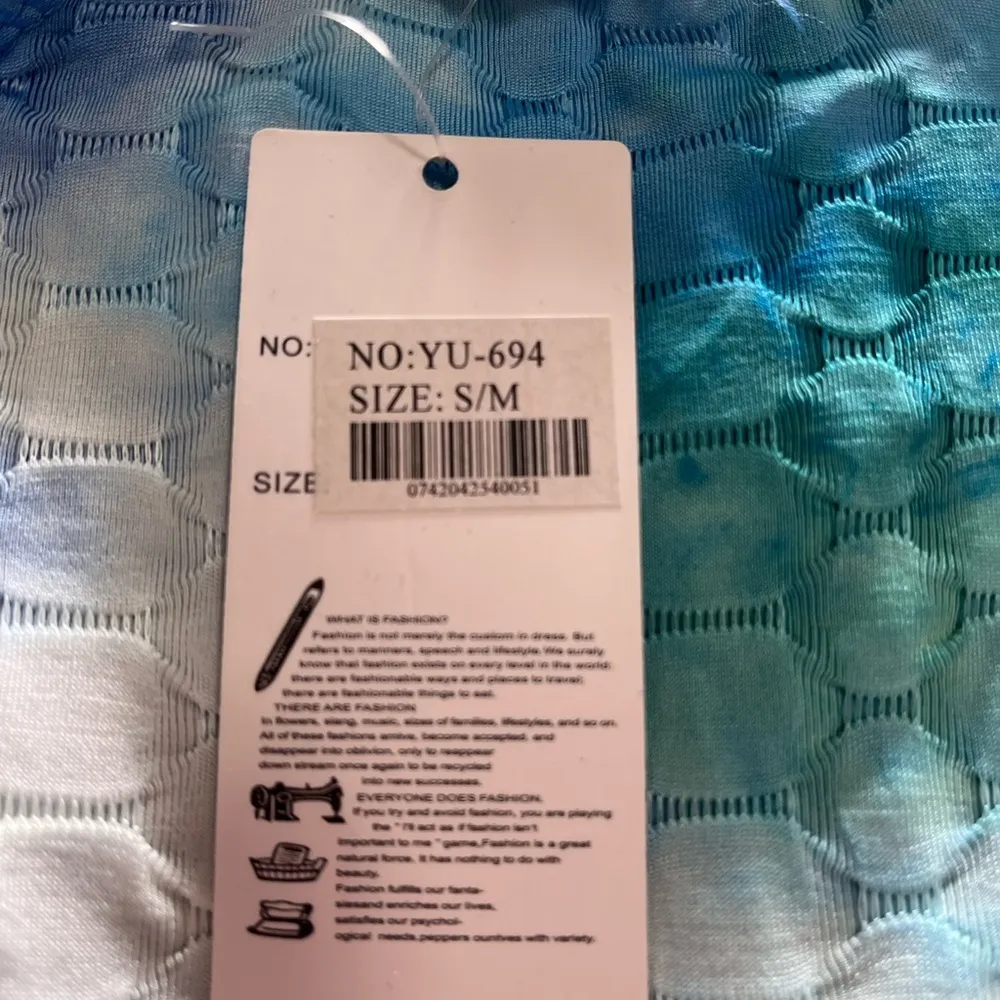 NO:
NO:YU-694
SIZE: S/M
0742042540051
SIZE
WHAT IS FASHION?
Fashion is not merely the custom in dress. But
refers to manners, speech and lifestyle. We surely
know that fashion exists on every level in the world:
there are fashionable ways and places to travel;
there are fashionable things to eat.
THERE ARE FASHION
In flowers, slang, music, sizes of families, lifestyles, and so on.
All of these fashions arrive, become accepted, and
disappear into oblivion, only to reappear
down stream once again to be recycled
into new successes.
EVERYONE DOES FASHION.
If you try and avoid fashion, you are playing
the " I'll act as if fashion isn't
Important to me " game,Fashion is a great
natural force. It has nothing to do with
beauty.
Fashion fulfills our fanta-
siesand enriches our lives,
satisfies our psychol-
ogical needs,peppers ourlives with variety.